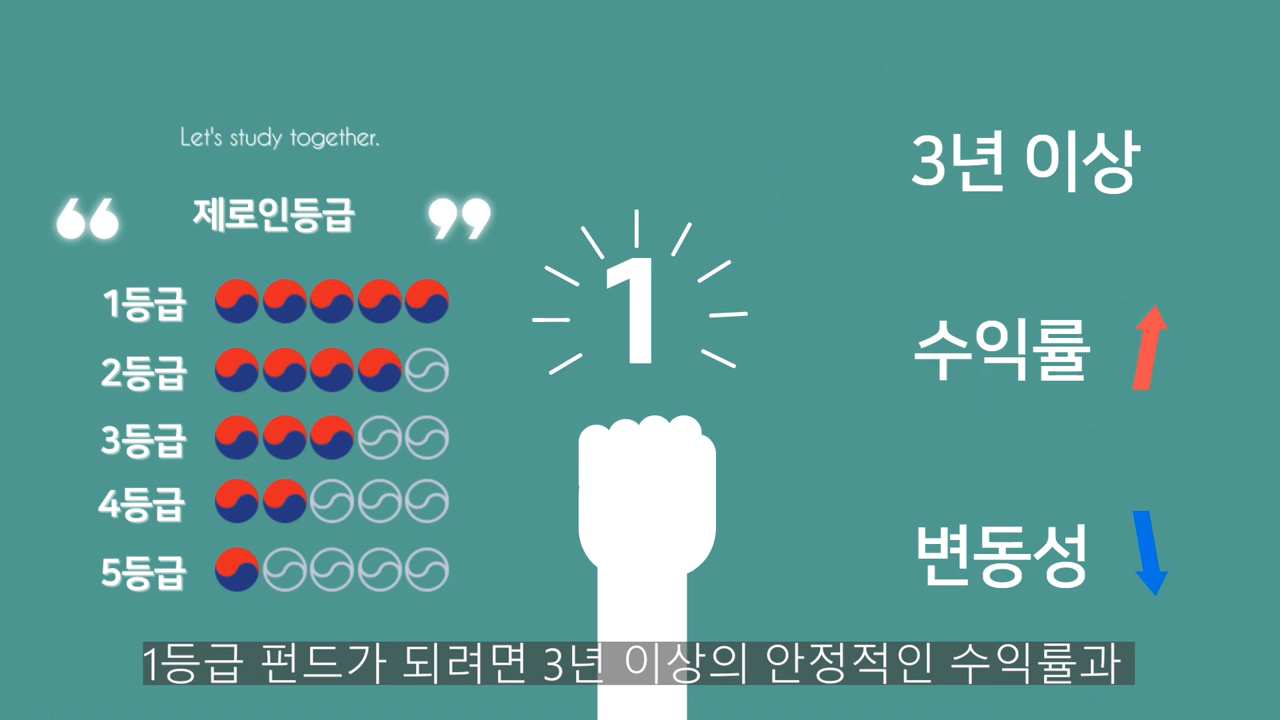 Let's study together.
“ 제로인등급 ”
1등급
2등급
3등급
4등급
5등급
1
3년 이상
수익률
변동성
1등급 펀드가 되려면 3년 이상의 안정적인 수익률과